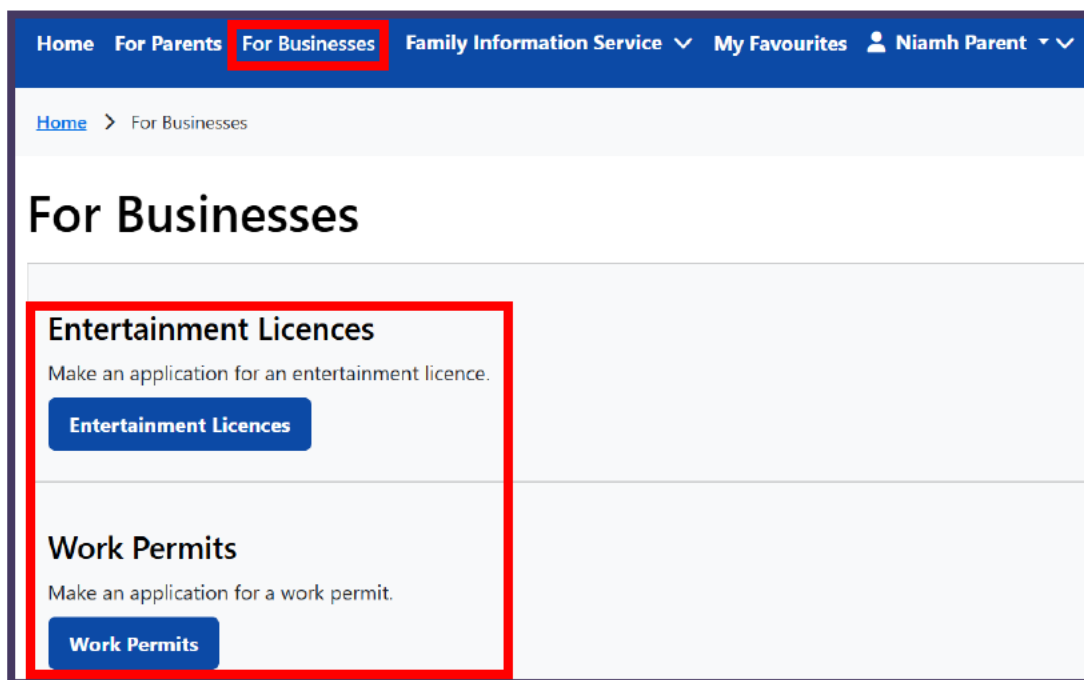 Home For Parents For Businesses Family Information Service My Favourites Niamh Parent
Home > For Businesses
For Businesses
Entertainment Licences
Make an application for an entertainment licence.
Entertainment Licences
Work Permits
Make an application for a work permit.
Work Permits